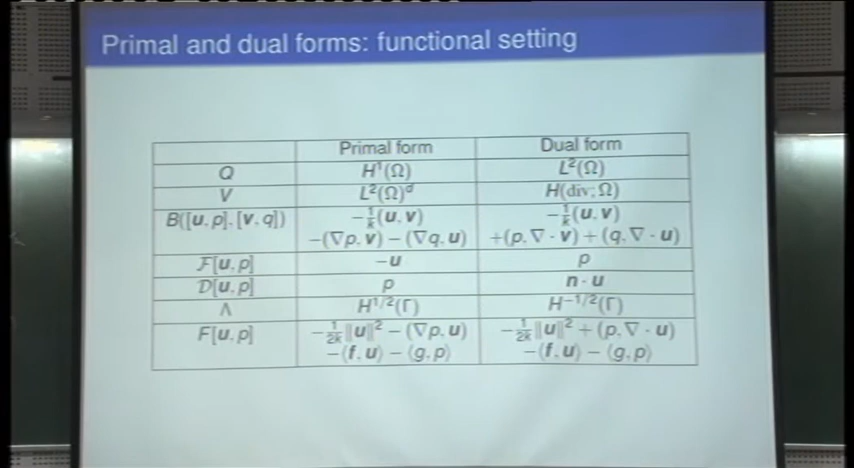 Primal and dual forms: functional setting
Primal form Dual form
Q H¹(Ω) L²(Ω)
V L²(Ω)ᵈ H(div; Ω)
B([u, p], [v, q]) −1/k (u, v) −1/k (u, v)
−(∇p, v) − (∇q, u) +(p, ∇ · v) + (q, ∇ · u)
F[u, p] −u p
D[u, p] p n · u
Λ H^{1/2}(Γ) H^{−1/2}(Γ)
F[u, p] −1/2k ‖u‖² − (∇p, u) −1/2k ‖u‖² + (p, ∇ · u)
−⟨f, u⟩ − ⟨g, p⟩ −⟨f, u⟩ − ⟨g, p⟩